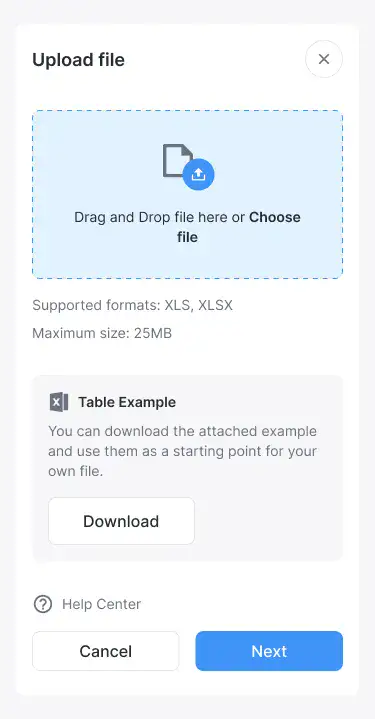 Upload file
Drag and Drop file here or Choose
file
Supported formats: XLS, XLSX
Maximum size: 25MB
X Table Example
You can download the attached example
and use them as a starting point for your
own file.
Download
Help Center
Cancel
Next